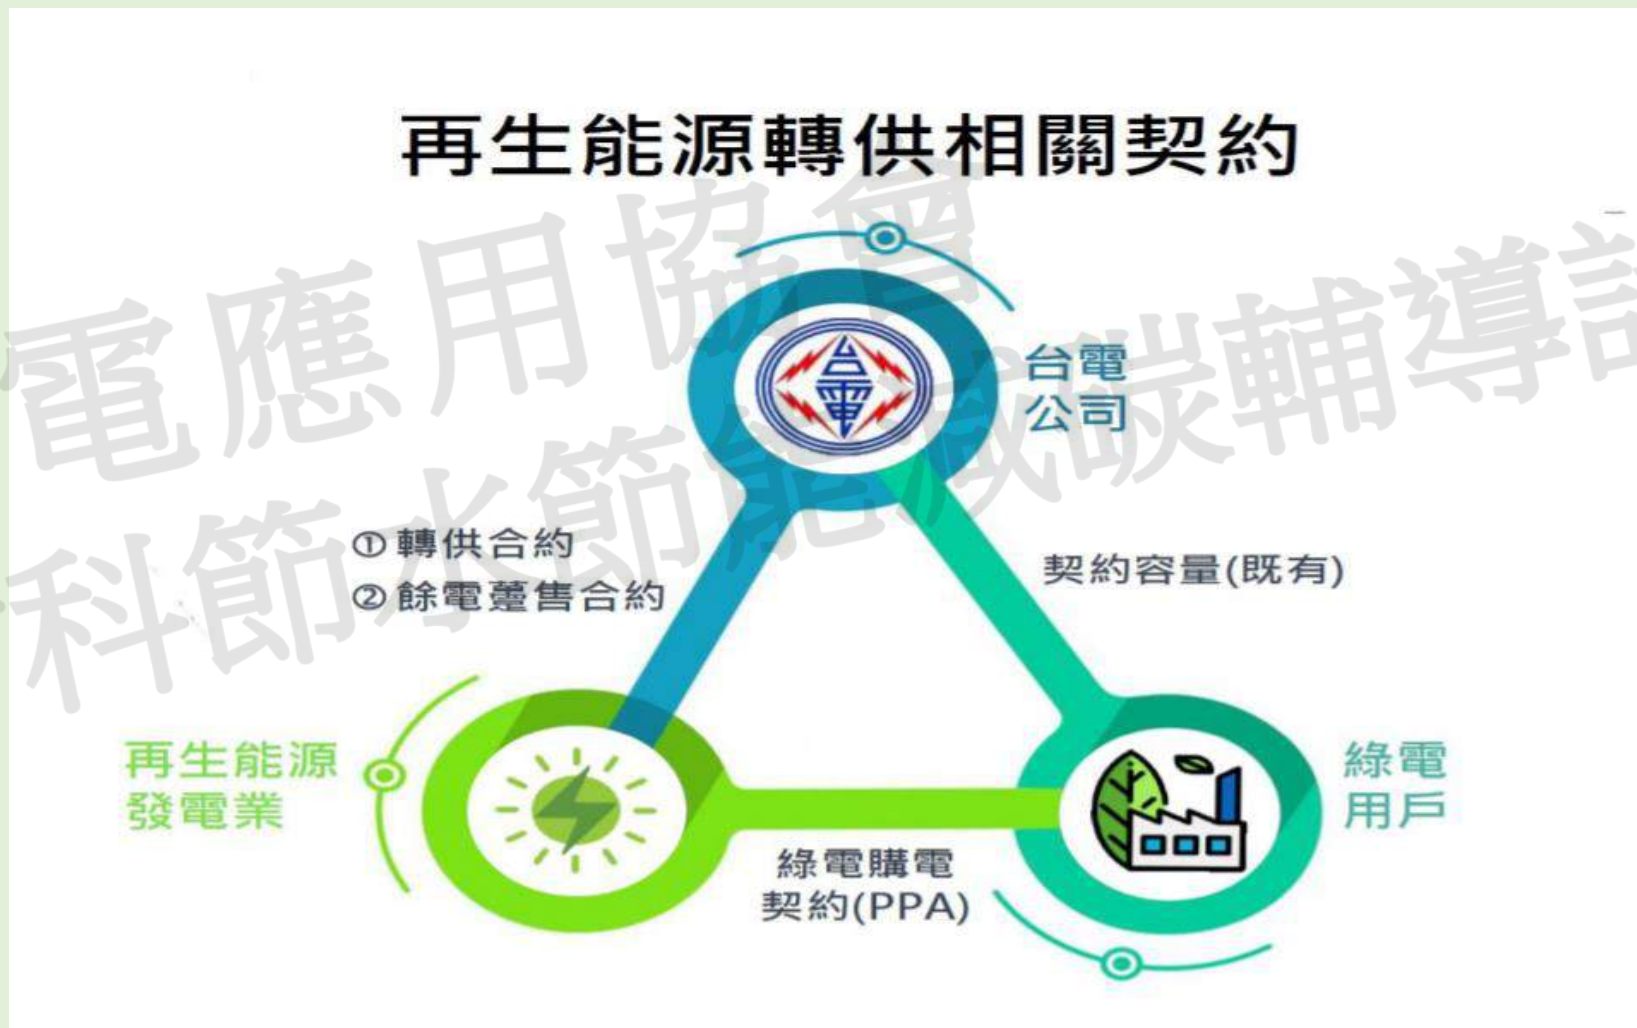 再生能源轉供相關契約
電應用協會
科節水節能減碳輔導計
台電
台電
公司
①轉供合約
②餘電躉售合約
契約容量(既有)
再生能源
發電業
綠電
用戶
綠電購電
契約(PPA)